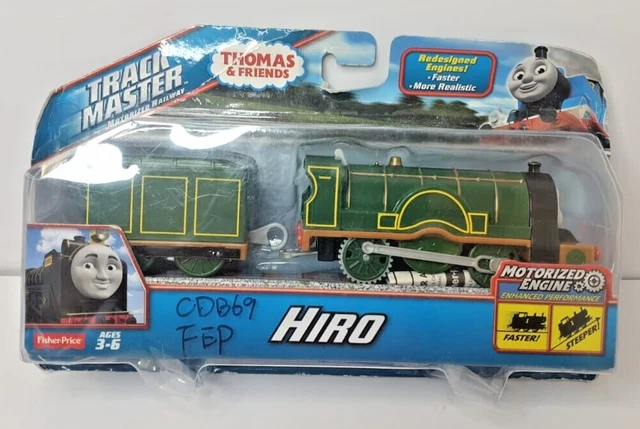 TRACK
MASTER
MOTORIZED RAILWAY
THOMAS
& FRIENDS
Redesigned
Engines!
• Faster
• More Realistic
MOTORIZED
ENGINE
ENHANCED PERFORMANCE
FASTER!
STEEPER!
CDB69
FEP
HIRO
Fisher-Price
AGES
3-6